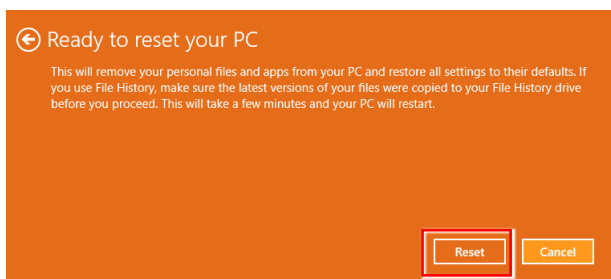 Ready to reset your PC
This will remove your personal files and apps from your PC and restore all settings to their defaults. If
you use File History, make sure the latest versions of your files were copied to your File History drive
before you proceed. This will take a few minutes and your PC will restart.
Reset
Cancel